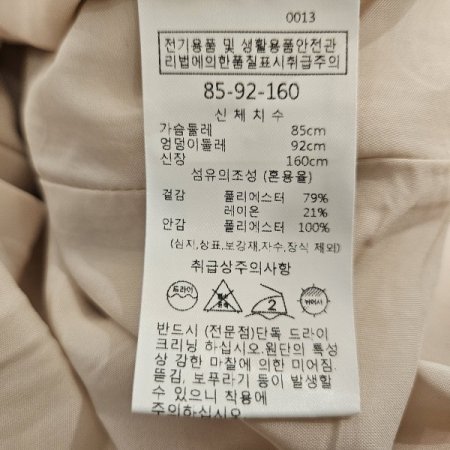 0013
전기용품 및 생활용품안전관
리법에의한품질표시취급주의
85-92-160
신체치수
가슴둘레 85cm
엉덩이둘레 92cm
신장 160cm
섬유의조성 (혼용율)
겉감 폴리에스터 79%
레이온 21%
안감 폴리에스터 100%
(심지,상표,보강재,자수,장식 제외)
취급상주의사항
드라이 2
반드시 (전문점)단독 드라이
크리닝 하십시오.원단의 특성
상 강한 마찰에 의한 미어짐.
뜯김, 보푸라기 등이 발생할
수 있으니 착용에
주의하십시오